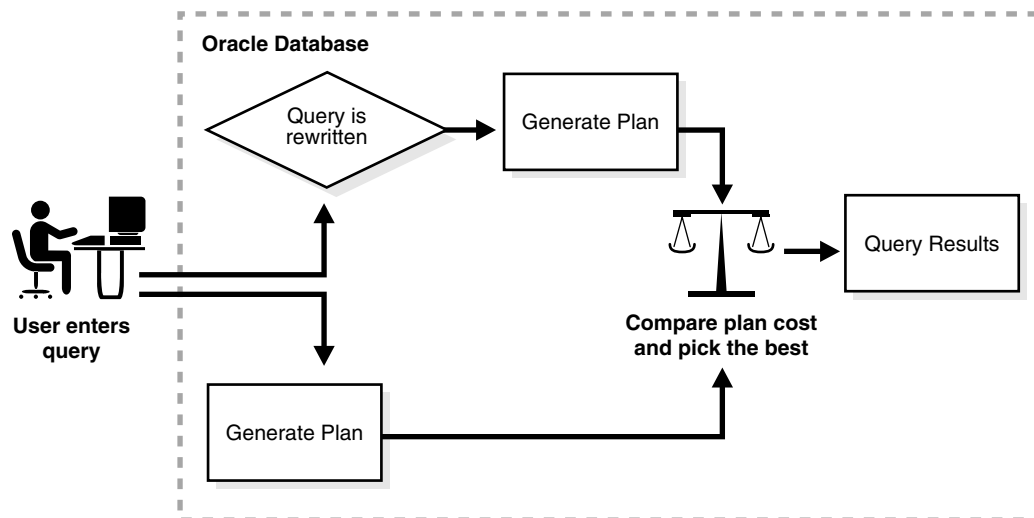 Oracle Database
Query is
rewritten
Generate Plan
Query Results
User enters
query
Compare plan cost
and pick the best
Generate Plan